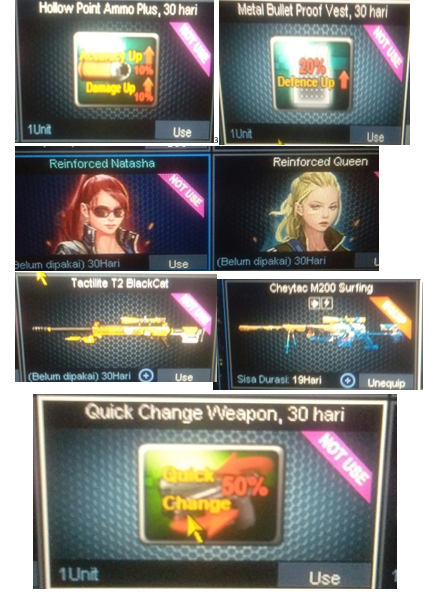 Hollow Point Ammo Plus, 30 hari
NOT USE
Accuracy Up
10%
Damage Up
10%
1Unit
Use
Metal Bullet Proof Vest, 30 hari
NOT USE
20%
Defence Up
1Unit
Use
3
Reinforced Natasha
NOT USE
(Belum dipakai) 30Hari
Use
Reinforced Queen
(Belum dipakai) 30Hari
Tactilite T2 BlackCat
NOT USE
(Belum dipakai) 30Hari
Use
Cheytac M200 Surfing
Sisa Durasi: 19Hari
Unequip
Quick Change Weapon, 30 hari
NOT USE
Quick
50%
Change
1Unit
Use